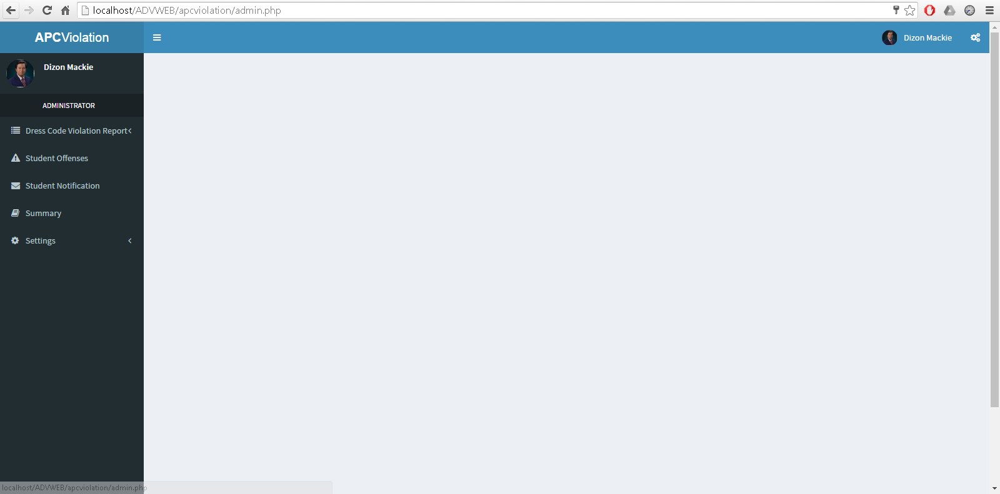 localhost/ADVWEB/apcviolation/admin.php
APCViolation
Dizon Mackie
Dizon Mackie
ADMINISTRATOR
Dress Code Violation Report
Student Offenses
Student Notification
Summary
Settings
localhost/ADVWEB/apcviolation/admin.php